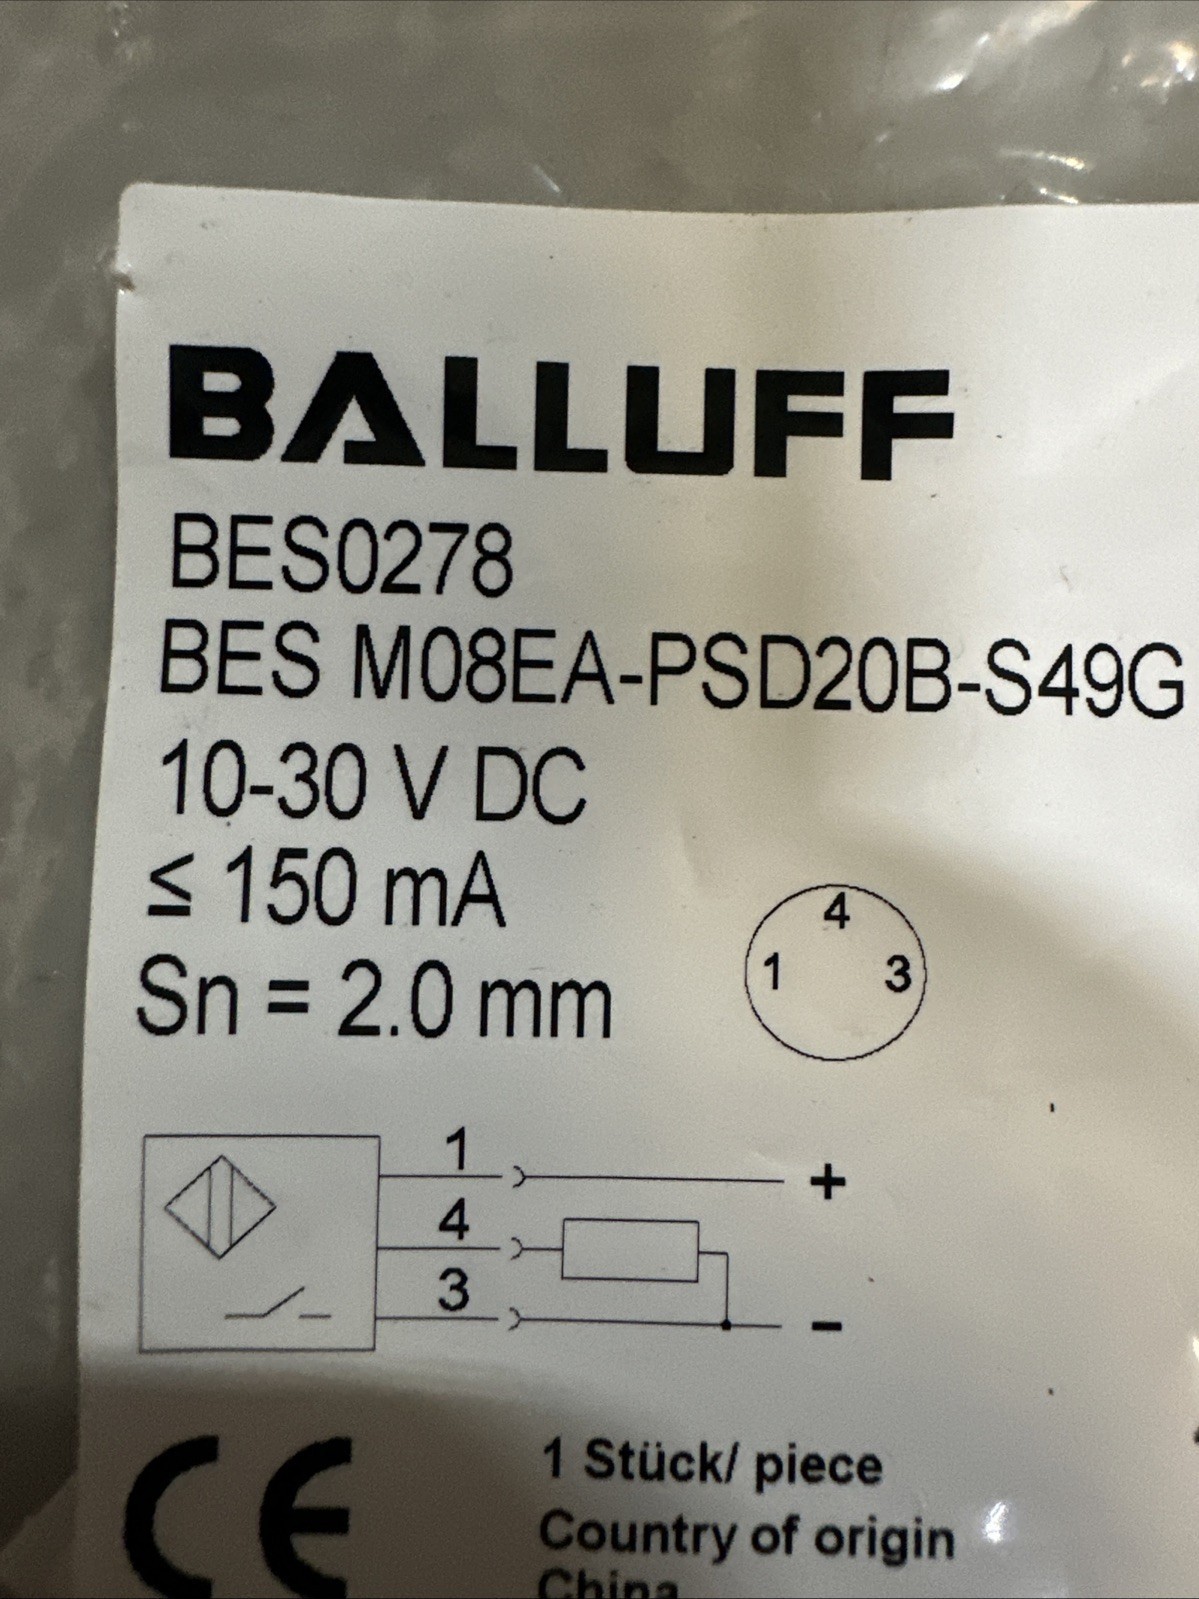 BALLUFF
BES0278
BES M08EA-PSD20B-S49G
10-30 V DC
≤ 150 mA
Sn = 2.0 mm
4
1 3
1 +
4
3 -
CE
1 Stück/ piece
Country of origin
China